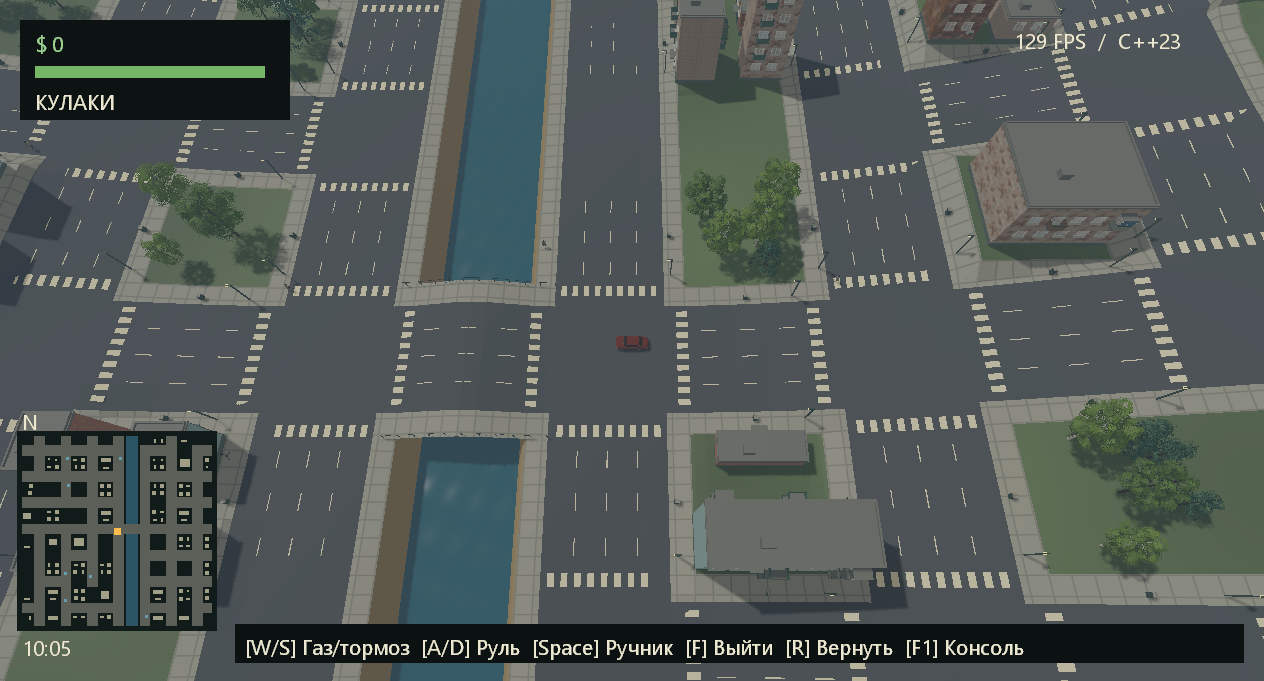 $ 0
129 FPS / C++23
КУЛАКИ
N
10:05
[W/S] Газ/тормоз [A/D] Руль [Space] Ручник [F] Выйти [R] Вернуть [F1] Консоль